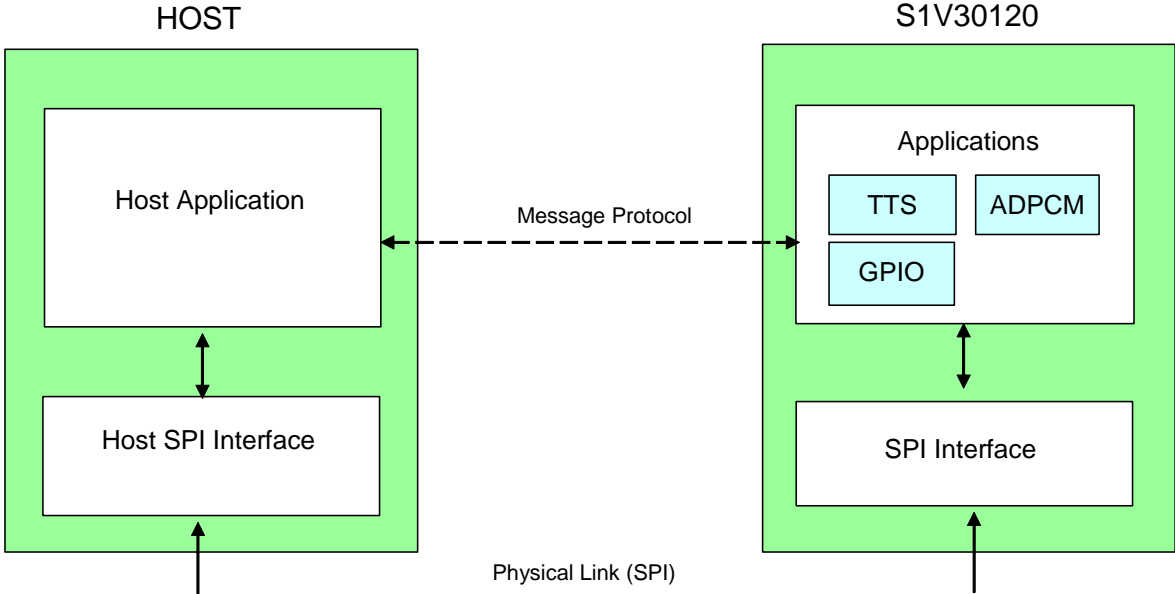 HOST
S1V30120
Host Application
Message Protocol
Applications
TTS
ADPCM
GPIO
Host SPI Interface
SPI Interface
Physical Link (SPI)